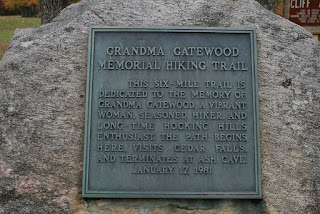 GRANDMA GATEWOOD
MEMORIAL HIKING TRAIL
THIS SIX-MILE TRAIL IS
DEDICATED TO THE MEMORY OF
GRANDMA GATEWOOD, A VIBRANT
WOMAN, SEASONED HIKER, AND
LONG-TIME HOCKING HILLS
ENTHUSIAST. THE PATH BEGINS
HERE, VISITS CEDAR FALLS,
AND TERMINATES AT ASH CAVE.
JANUARY 17, 1981
CLIFF